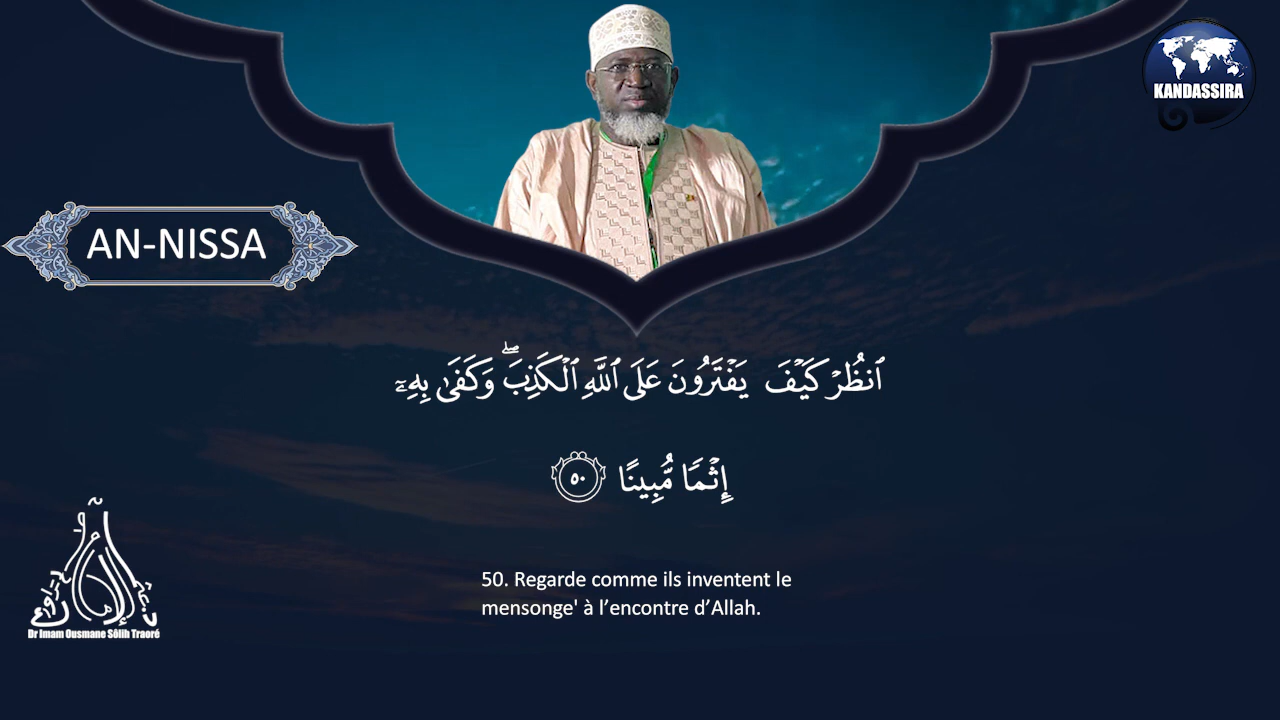 KANDASSIRA
AN-NISSA
ٱنظُرْ كَيْفَ يَفْتَرُونَ عَلَى ٱللَّهِ ٱلْكَذِبَ ۖ وَكَفَىٰ بِهِۦٓ
إِثْمًا مُّبِينًا ٥٠
50. Regarde comme ils inventent le
mensonge' à l’encontre d’Allah.
Dr Imam Ousmane Sôlih Traoré